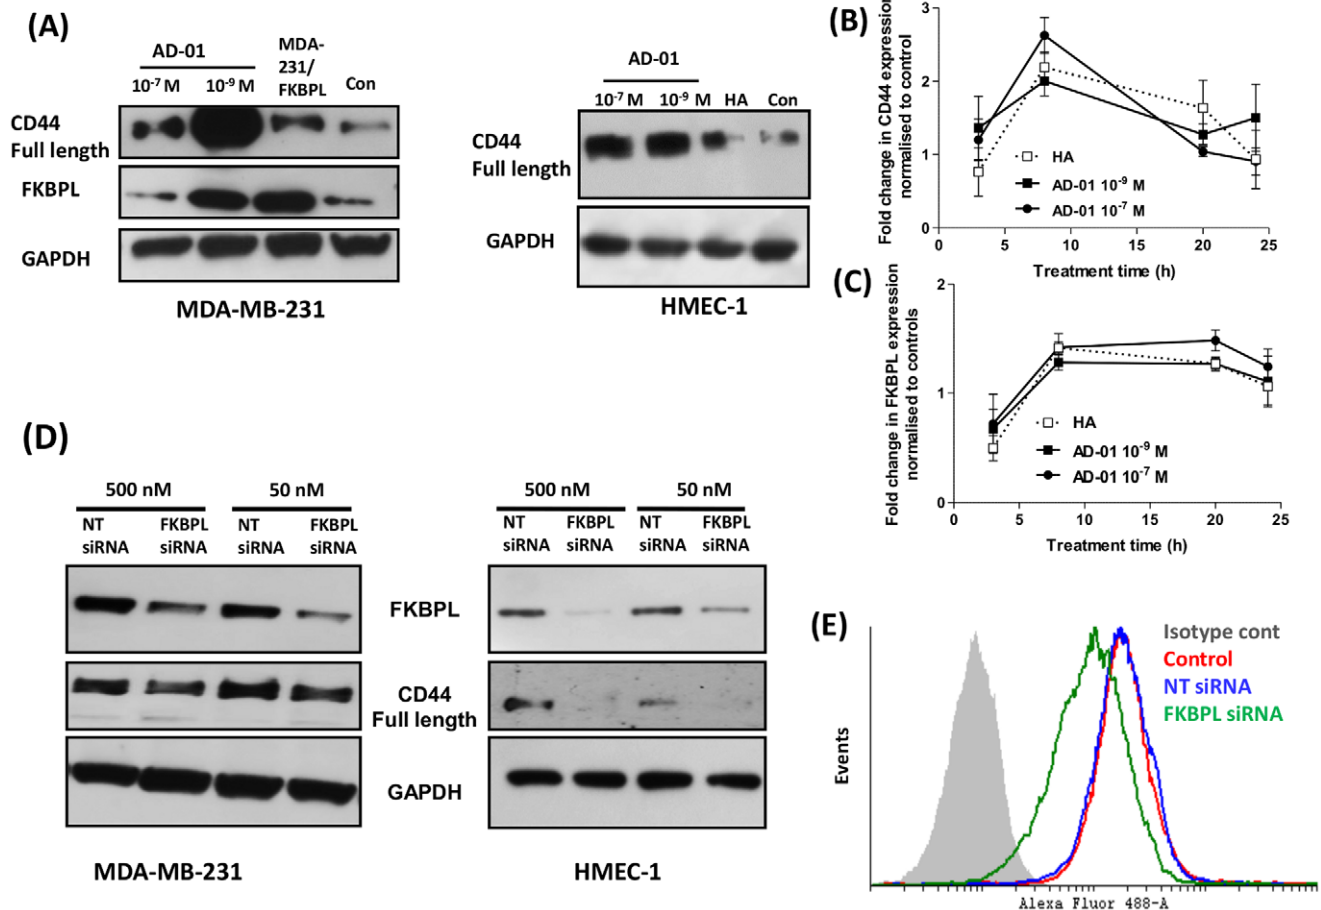 (A)
AD-01
10-7 M
10-9 M
MDA-
231/
FKBPL
Con
CD44
Full length
FKBPL
GAPDH
MDA-MB-231
AD-01
10-7 M
10-9 M
HA
Con
CD44
Full length
GAPDH
HMEC-1
(B)
Fold change in CD44 expression
normalised to control
3
2
1
0
0
5
10
15
20
25
HA
AD-01 10-9 M
AD-01 10-7 M
Treatment time (h)
(C)
Fold change in FKBPL expression
normalised to controls
2
1
0
0
5
10
15
20
25
HA
AD-01 10-9 M
AD-01 10-7 M
Treatment time (h)
(D)
500 nM
50 nM
NT
siRNA
FKBPL
siRNA
NT
siRNA
FKBPL
siRNA
500 nM
50 nM
NT
siRNA
FKBPL
siRNA
NT
siRNA
FKBPL
siRNA
FKBPL
CD44
Full length
GAPDH
MDA-MB-231
HMEC-1
(E)
Events
Isotype cont
Control
NT siRNA
FKBPL siRNA
Alexa Fluor 488-A